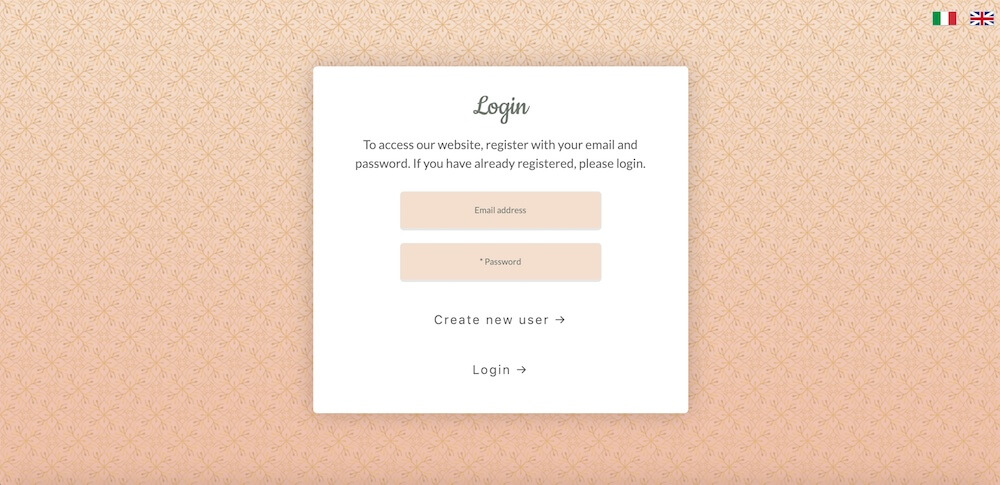 Login
To access our website, register with your email and
password. If you have already registered, please login.
Email address
* Password
Create new user →
Login →